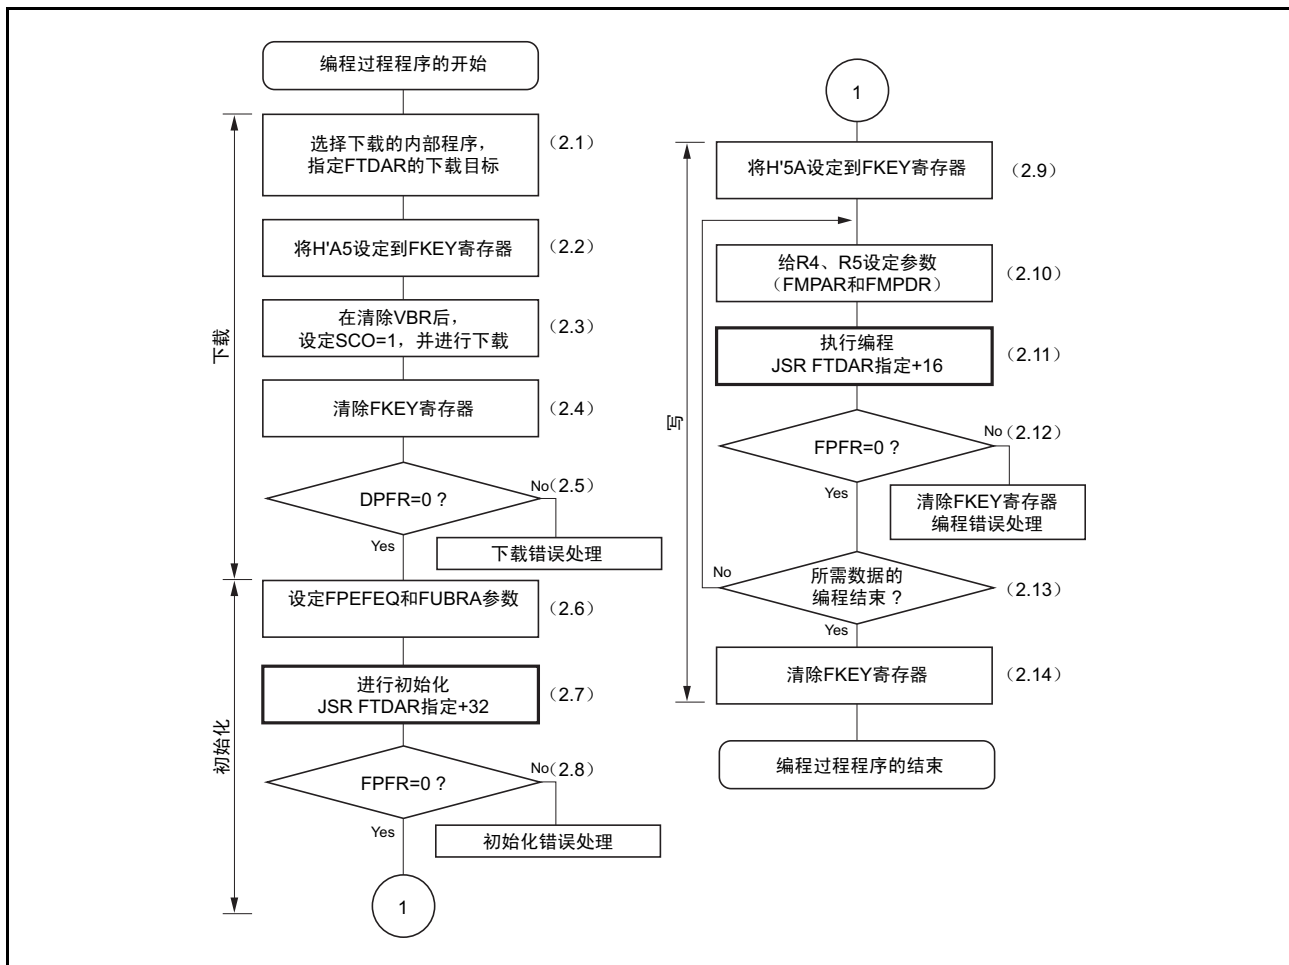 编程过程程序的开始
下载
选择下载的内部程序，
指定FTDAR的下载目标
（2.1）
将H'A5设定到FKEY寄存器
（2.2）
在清除VBR后，
设定SCO=1，并进行下载
（2.3）
清除FKEY寄存器
（2.4）
DPFR=0？
No（2.5）
Yes
下载错误处理
初始化
设定FPEFEQ和FUBRA参数
（2.6）
进行初始化
JSR FTDAR指定+32
（2.7）
FPFR=0？
No（2.8）
Yes
初始化错误处理
1
1
写
将H'5A设定到FKEY寄存器
（2.9）
给R4、R5设定参数
（FMPAR和FMPDR）
（2.10）
执行编程
JSR FTDAR指定+16
（2.11）
FPFR=0？
No（2.12）
Yes
清除FKEY寄存器
编程错误处理
No
所需数据的
编程结束？
（2.13）
Yes
清除FKEY寄存器
（2.14）
编程过程程序的结束